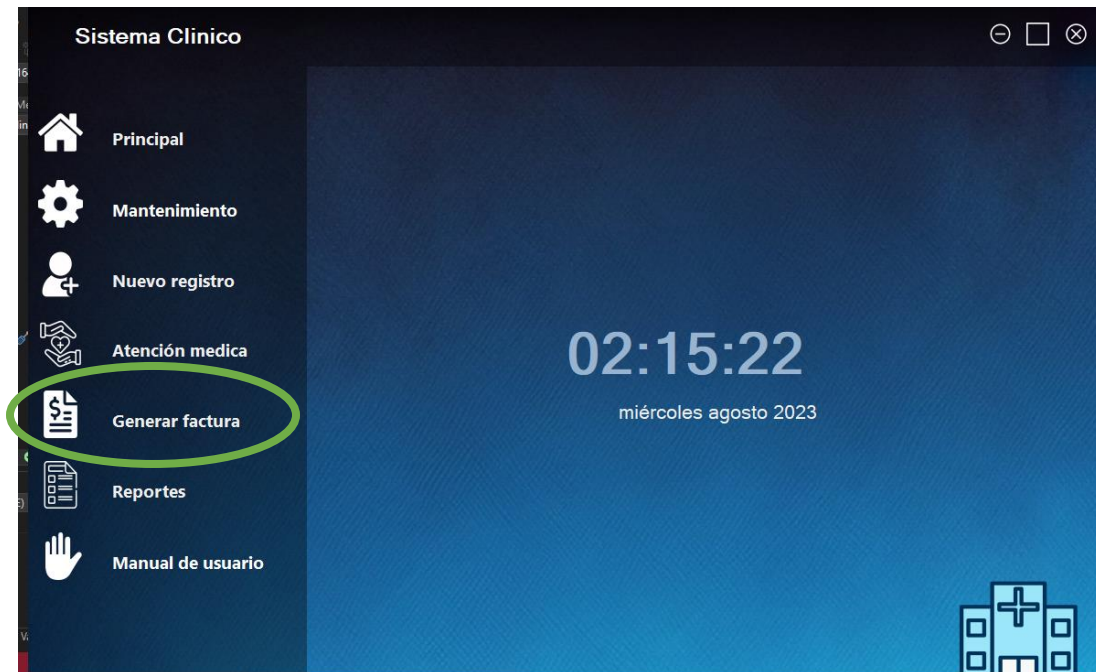 Sistema Clinico
Principal
Mantenimiento
Nuevo registro
Atención medica
Generar factura
Reportes
Manual de usuario
02:15:22
miércoles agosto 2023